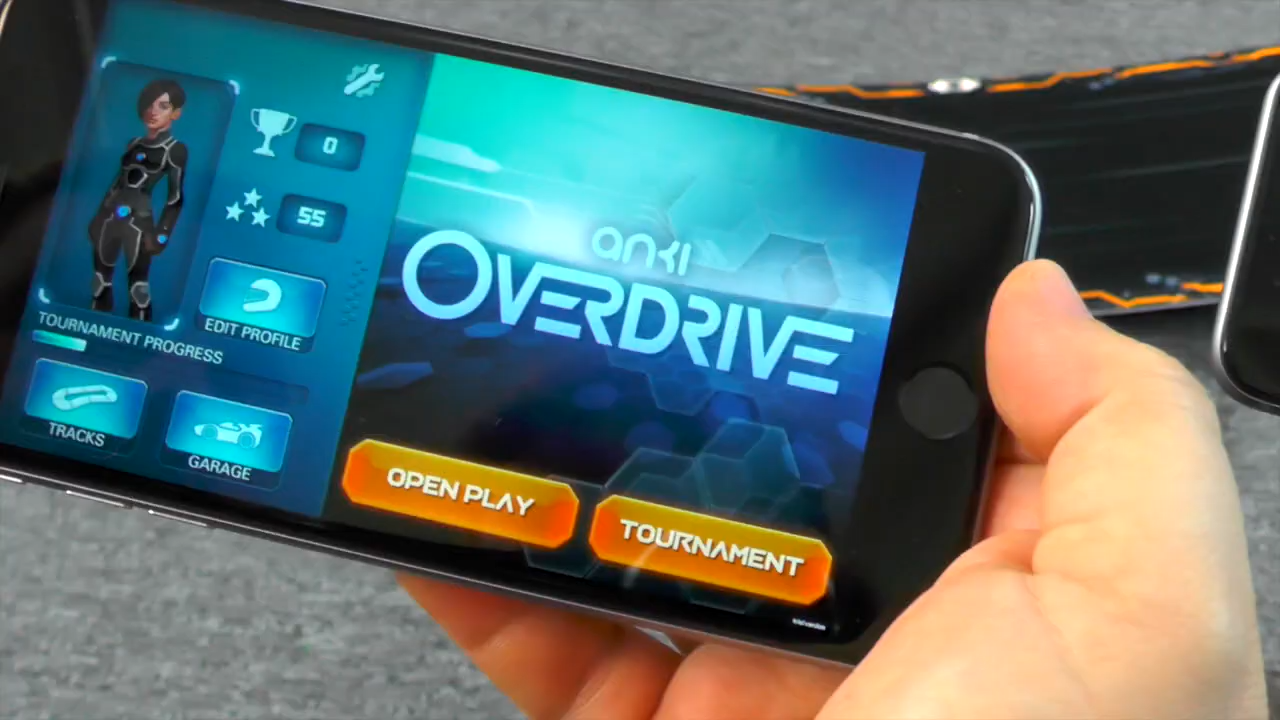 0
55
EDIT PROFILE
TOURNAMENT PROGRESS
TRACKS
GARAGE
anki
OVERDRIVE
OPEN PLAY
TOURNAMENT